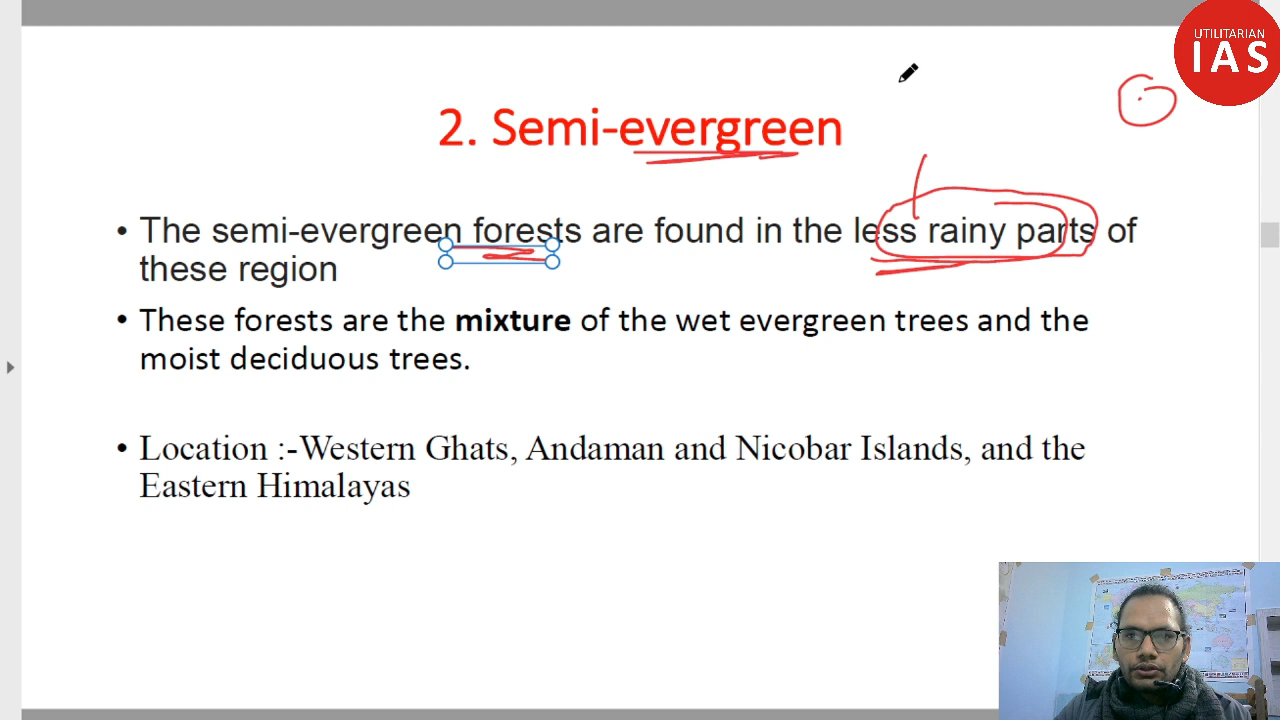 UTILITARIAN
IAS
2. Semi-evergreen
• The semi-evergreen forests are found in the less rainy parts of
these region
• These forests are the mixture of the wet evergreen trees and the
moist deciduous trees.
• Location :-Western Ghats, Andaman and Nicobar Islands, and the
Eastern Himalayas